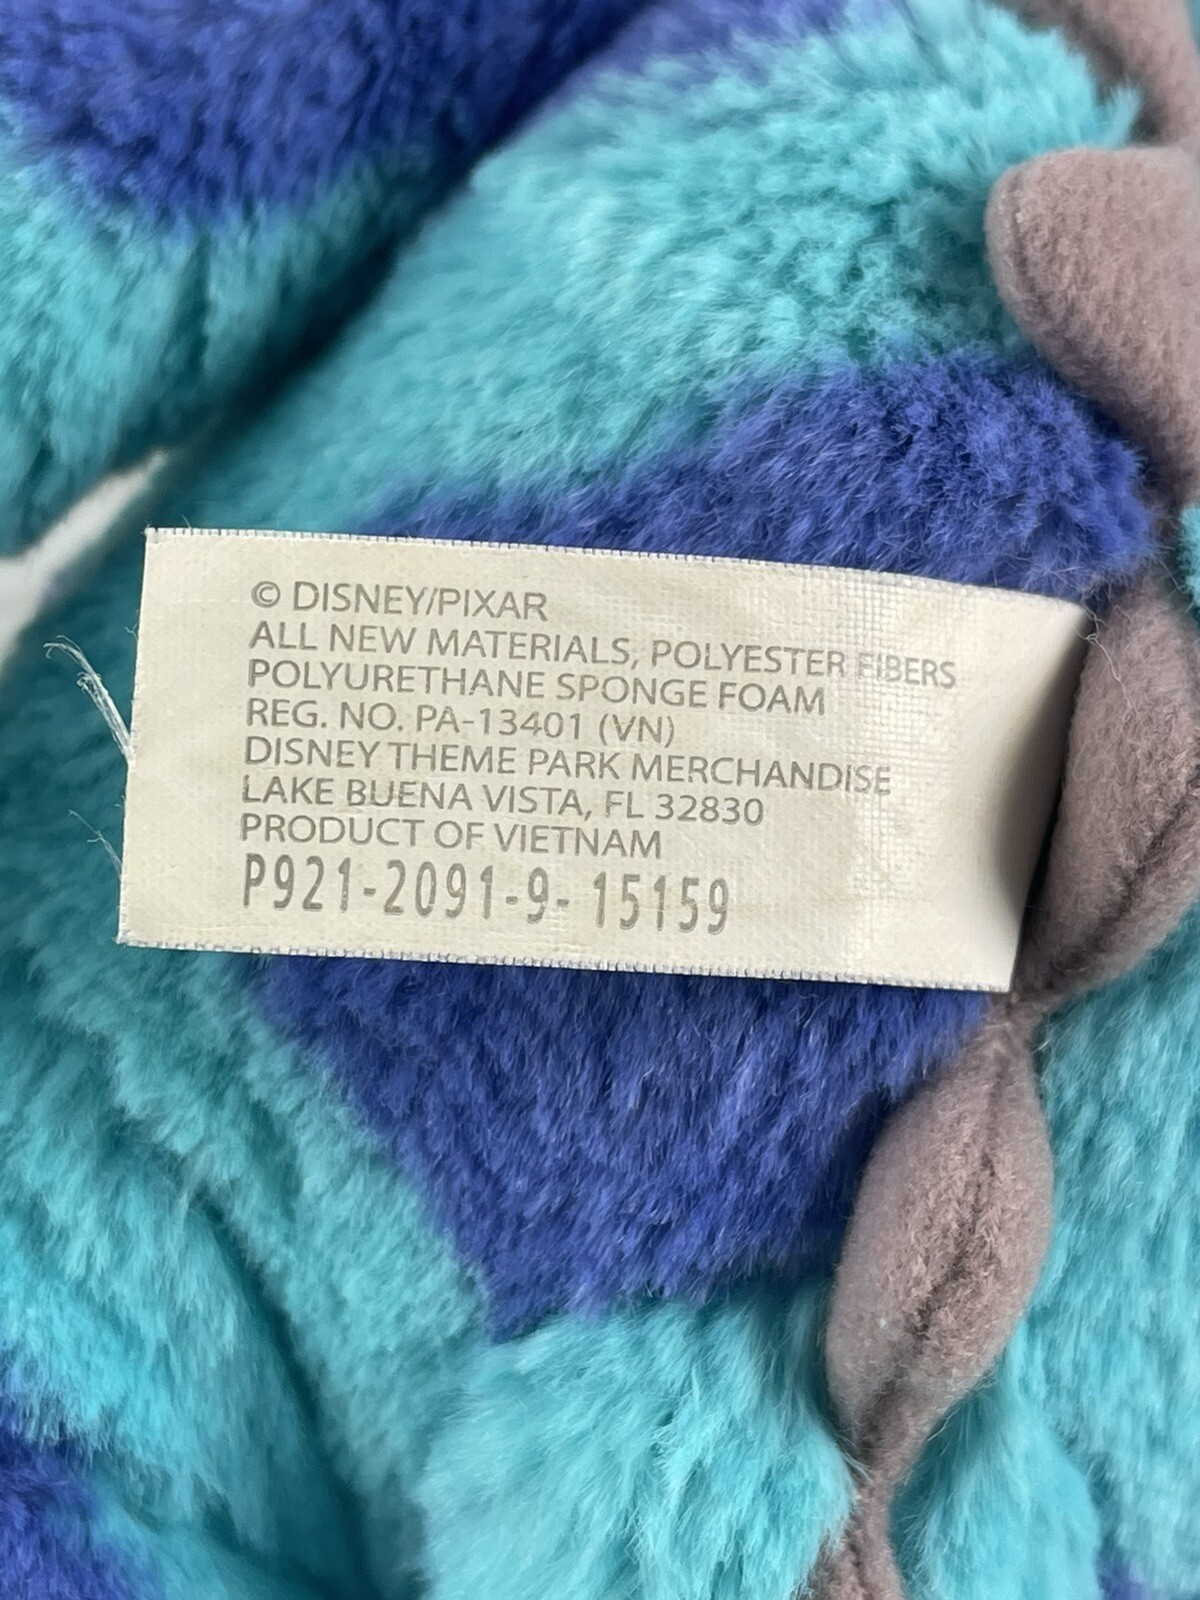 © DISNEY/PIXAR
ALL NEW MATERIALS, POLYESTER FIBERS
POLYURETHANE SPONGE FOAM
REG. NO. PA-13401 (VN)
DISNEY THEME PARK MERCHANDISE
LAKE BUENA VISTA, FL 32830
PRODUCT OF VIETNAM
P921-2091-9- 15159